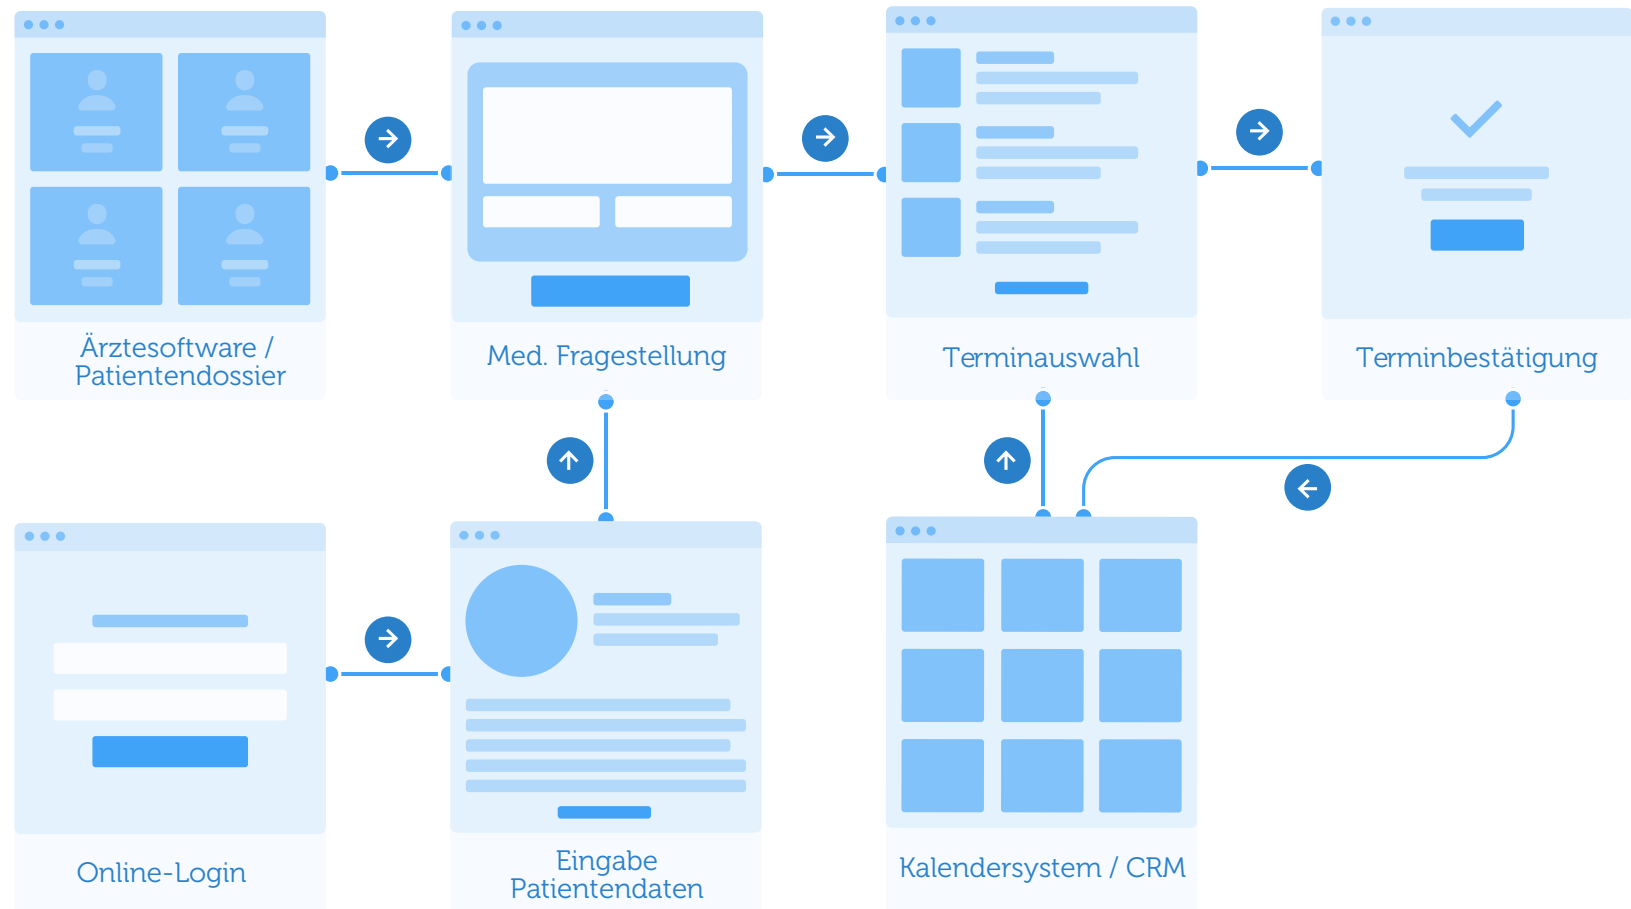 Ärztesoftware /
Patientendossier
Med. Fragestellung
Terminauswahl
Terminbestätigung
Online-Login
Eingabe
Patientendaten
Kalendersystem / CRM